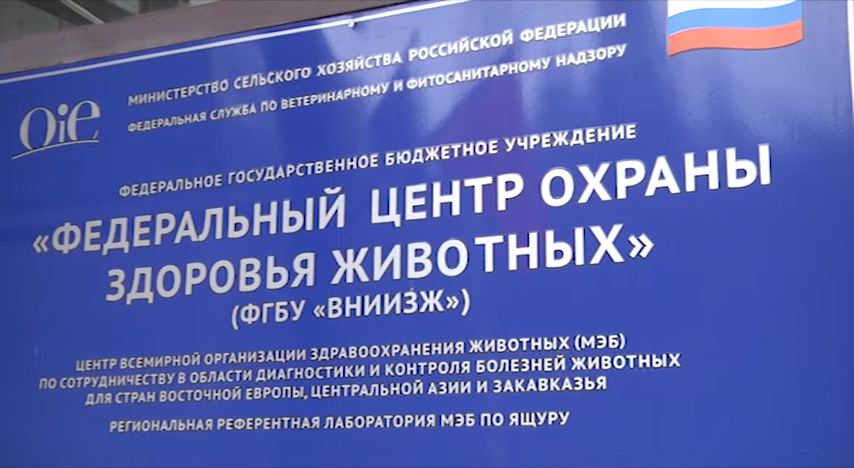 OiE
МИНИСТЕРСТВО СЕЛЬСКОГО ХОЗЯЙСТВА РОССИЙСКОЙ ФЕДЕРАЦИИ
ФЕДЕРАЛЬНАЯ СЛУЖБА ПО ВЕТЕРИНАРНОМУ И ФИТОСАНИТАРНОМУ НАДЗОРУ
ФЕДЕРАЛЬНОЕ ГОСУДАРСТВЕННОЕ БЮДЖЕТНОЕ УЧРЕЖДЕНИЕ
«ФЕДЕРАЛЬНЫЙ ЦЕНТР ОХРАНЫ
ЗДОРОВЬЯ ЖИВОТНЫХ»
(ФГБУ «ВНИИЗЖ»)
ЦЕНТР ВСЕМИРНОЙ ОРГАНИЗАЦИИ ЗДРАВООХРАНЕНИЯ ЖИВОТНЫХ (МЭБ)
ПО СОТРУДНИЧЕСТВУ В ОБЛАСТИ ДИАГНОСТИКИ И КОНТРОЛЯ БОЛЕЗНЕЙ ЖИВОТНЫХ
ДЛЯ СТРАН ВОСТОЧНОЙ ЕВРОПЫ, ЦЕНТРАЛЬНОЙ АЗИИ И ЗАКАВКАЗЬЯ
РЕГИОНАЛЬНАЯ РЕФЕРЕНТНАЯ ЛАБОРАТОРИЯ МЭБ ПО ЯЩУРУ